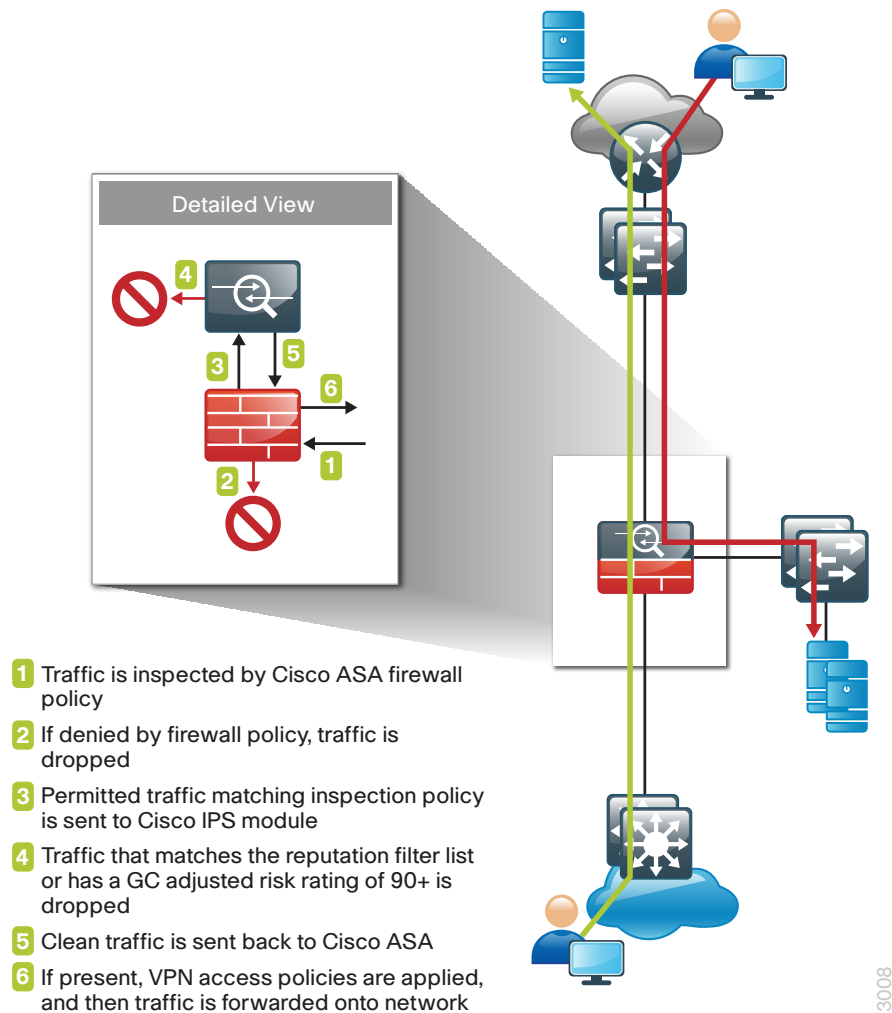 Detailed View
4
5
3
6
1
2
1 Traffic is inspected by Cisco ASA firewall
policy
2 If denied by firewall policy, traffic is
dropped
3 Permitted traffic matching inspection policy
is sent to Cisco IPS module
4 Traffic that matches the reputation filter list
or has a GC adjusted risk rating of 90+ is
dropped
5 Clean traffic is sent back to Cisco ASA
6 If present, VPN access policies are applied,
and then traffic is forwarded onto network
3008